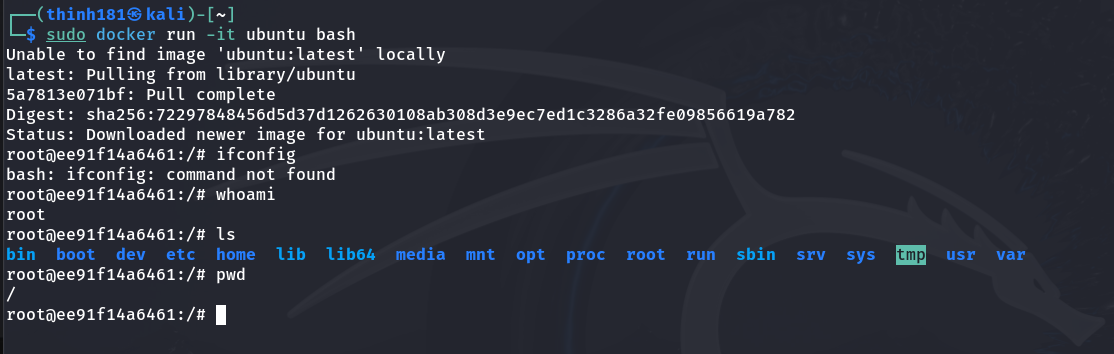 ┌──(thinh181㉿kali)-[~]
└─$ sudo docker run -it ubuntu bash
Unable to find image 'ubuntu:latest' locally
latest: Pulling from library/ubuntu
5a7813e071bf: Pull complete
Digest: sha256:72297848456d5d37d1262630108ab308d3e9ec7ed1c3286a32fe09856619a782
Status: Downloaded newer image for ubuntu:latest
root@ee91f14a6461:/# ifconfig
bash: ifconfig: command not found
root@ee91f14a6461:/# whoami
root
root@ee91f14a6461:/# ls
bin boot dev etc home lib lib64 media mnt opt proc root run sbin srv sys tmp usr var
root@ee91f14a6461:/# pwd
/
root@ee91f14a6461:/#